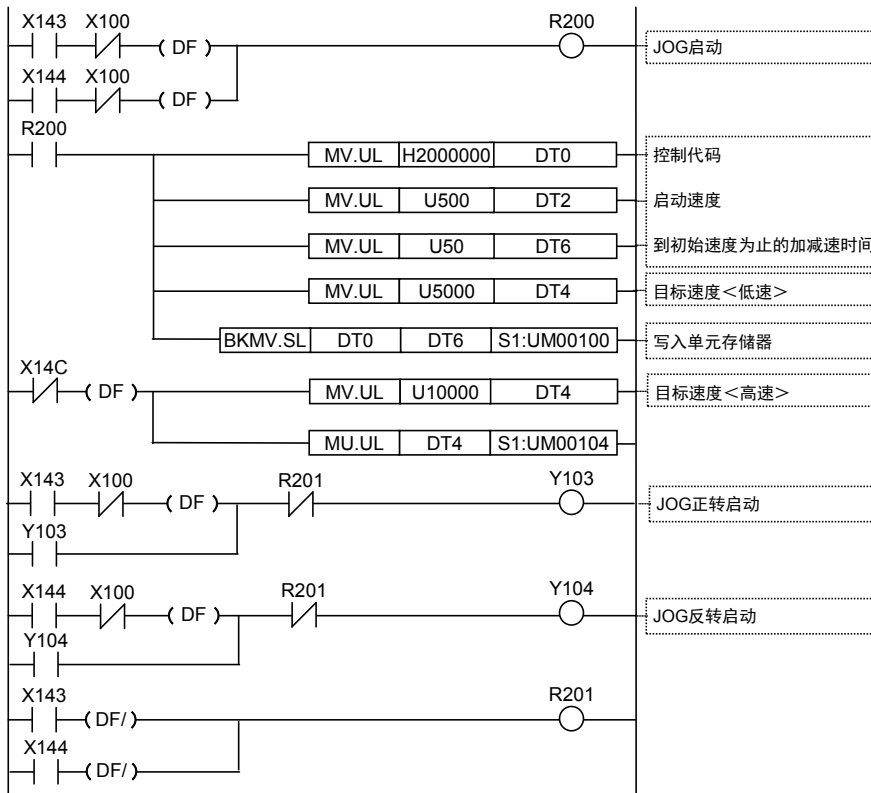 X143 X100 R200
( DF ) JOG启动
X144 X100
( DF )
R200
MV.UL H2000000 DT0 控制代码
MV.UL U500 DT2 启动速度
MV.UL U50 DT6 到初始速度为止的加减速时间
MV.UL U5000 DT4 目标速度＜低速＞
BKMV.SL DT0 DT6 S1:UM00100 写入单元存储器
X14C
( DF ) MV.UL U10000 DT4 目标速度＜高速＞
MU.UL DT4 S1:UM00104
X143 X100 R201 Y103
( DF ) JOG正转启动
Y103
X144 X100 R201 Y104
( DF ) JOG反转启动
Y104
X143 R201
( DF/ )
X144
( DF/ )